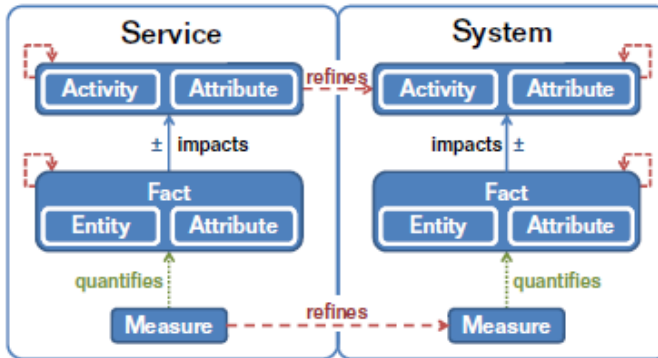 Service System
Activity Attribute refines Activity Attribute
± impacts impacts ±
Fact Fact
Entity Attribute Entity Attribute
quantifies quantifies
Measure refines Measure